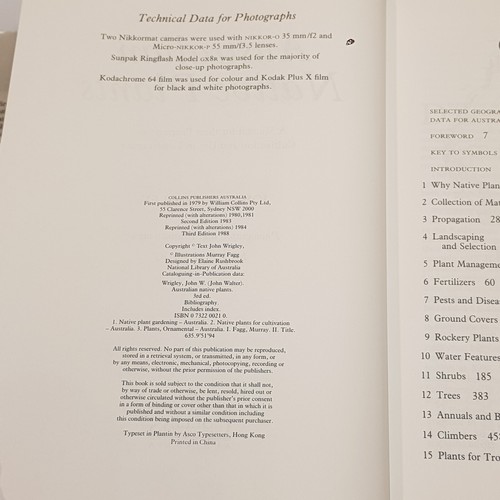 Technical Data for Photographs
Two Nikkormat cameras were used with NIKKOR-O 35 mm/f2 and
Micro-NIKKOR-P 55 mm/f3.5 lenses.
Sunpak Ringflash Model GX8R was used for the majority of
close-up photographs.
Kodachrome 64 film was used for colour and Kodak Plus X film
for black and white photographs.
COLLINS PUBLISHERS AUSTRALIA
First published in 1979 by William Collins Pty Ltd,
55 Clarence Street, Sydney NSW 2000
Reprinted (with alterations) 1980,1981
Second Edition 1983
Reprinted (with alterations) 1984
Third Edition 1988
Copyright © Text John Wrigley,
© Illustrations Murray Fagg
Designed by Elaine Rushbrook
National Library of Australia
Cataloguing-in-Publication data
Wrigley, John W. (John Walter).
Australian native plants.
3rd ed.
Bibliography.
Includes index.
ISBN 0 7322 0021 0.
1. Native plant gardening - Australia. 2. Native plants for cultivation
- Australia. 3. Plants, Ornamental - Australia. I. Fagg, Murray. II. Title.
635.9'51'94
All rights reserved. No part of this publication may be reproduced,
stored in a retrieval system, or transmitted, in any form, or
by any means, electronic, mechanical, photocopying, recording or
otherwise, without the prior permission of the publishers.
This book is sold subject to the condition that it shall not,
by way of trade or otherwise, be lent, resold, hired out or
otherwise circulated without the publisher's prior consent
in a form of binding or cover other than that in which it is
published and without a similar condition including
this condition being imposed on the subsequent purchaser.
Typeset in Plantin by Asco Typesetters, Hong Kong
Printed in China
SELECTED GEOGRA
DATA FOR AUSTRA
FOREWORD 7
KEY TO SYMBOLS
INTRODUCTION
1 Why Native Plan
2 Collection of Mat
3 Propagation 28
4 Landscaping
and Selection
5 Plant Manageme
6 Fertilizers 60
7 Pests and Disea
8 Ground Covers
9 Rockery Plants
10 Water Features
11 Shrubs 185
12 Trees 383
13 Annuals and B
14 Climbers 45
15 Plants for Tro